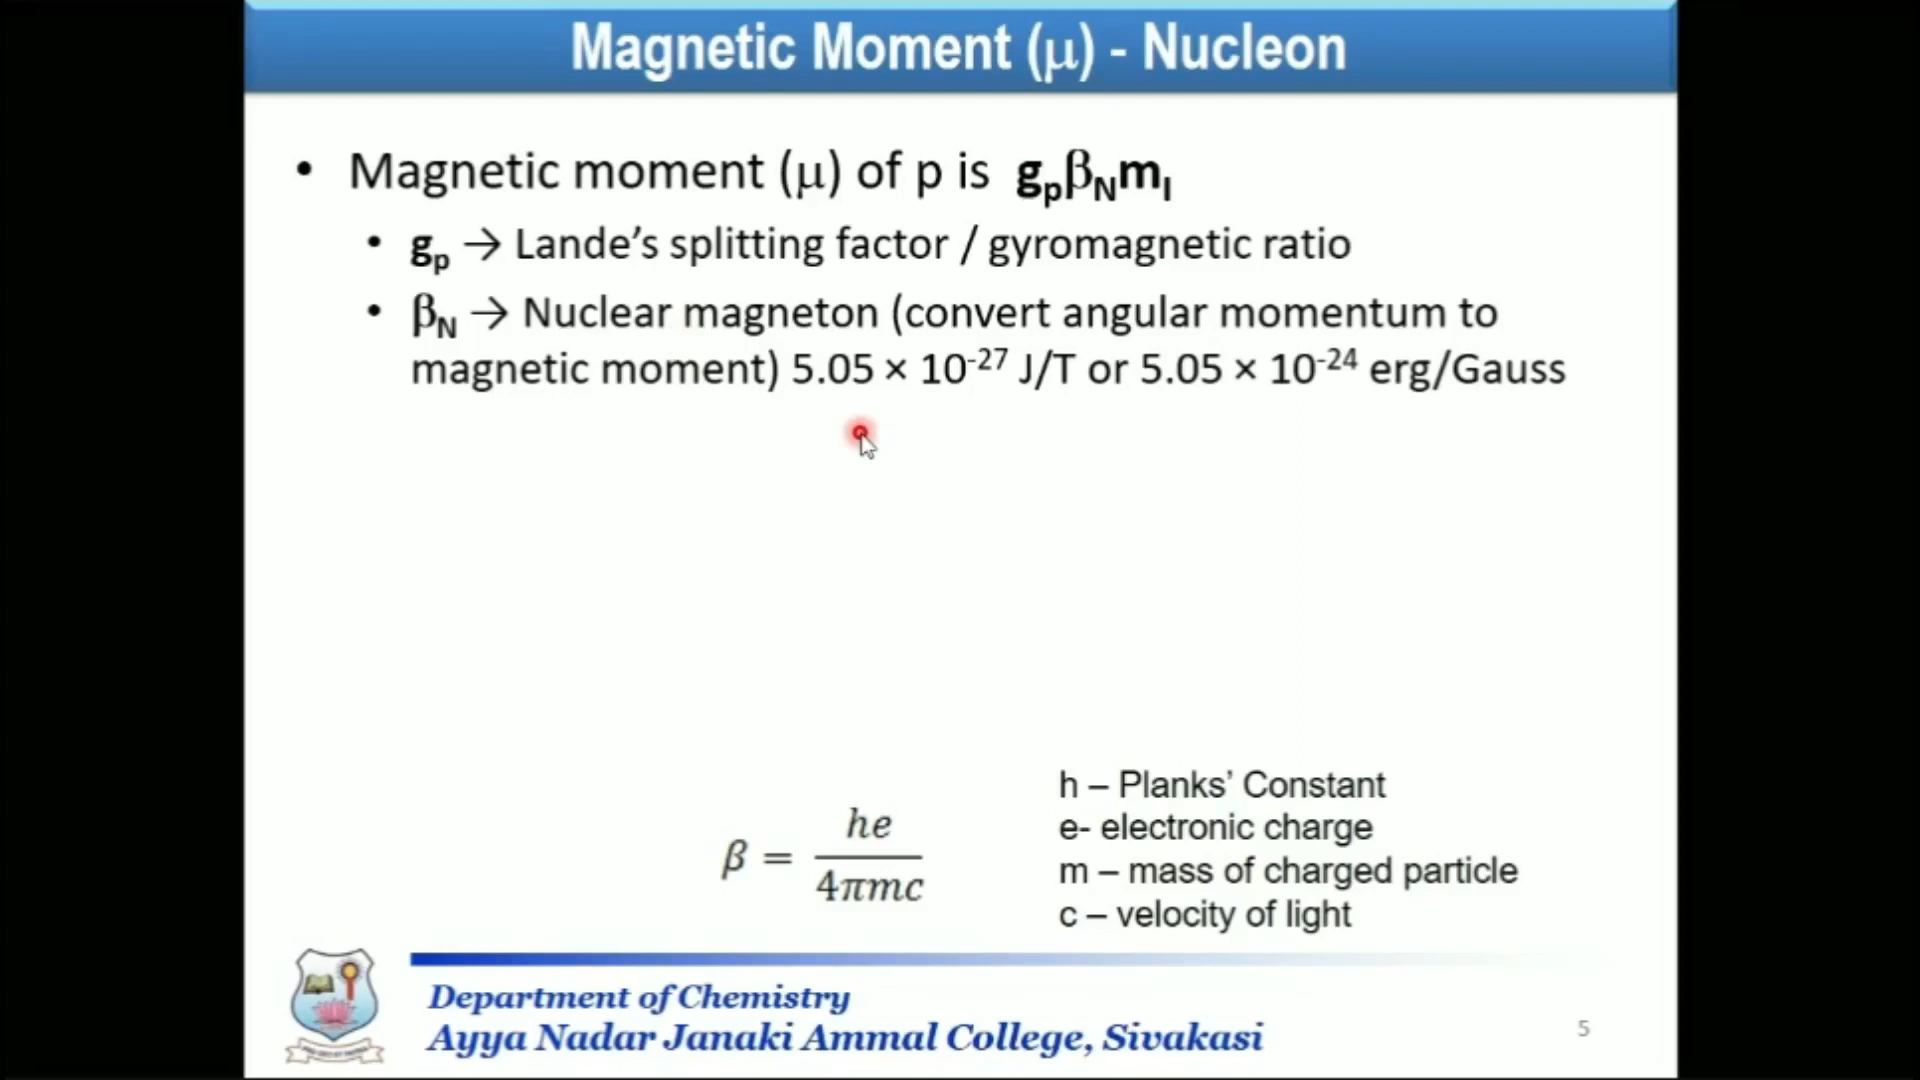 Magnetic Moment (μ) - Nucleon
• Magnetic moment (μ) of p is gpβNmI
• gp → Lande's splitting factor / gyromagnetic ratio
• βN → Nuclear magneton (convert angular momentum to
magnetic moment) 5.05 × 10⁻²⁷ J/T or 5.05 × 10⁻²⁴ erg/Gauss
β = he / 4πmc
h – Planks' Constant
e- electronic charge
m – mass of charged particle
c – velocity of light
Department of Chemistry
Ayya Nadar Janaki Ammal College, Sivakasi
5